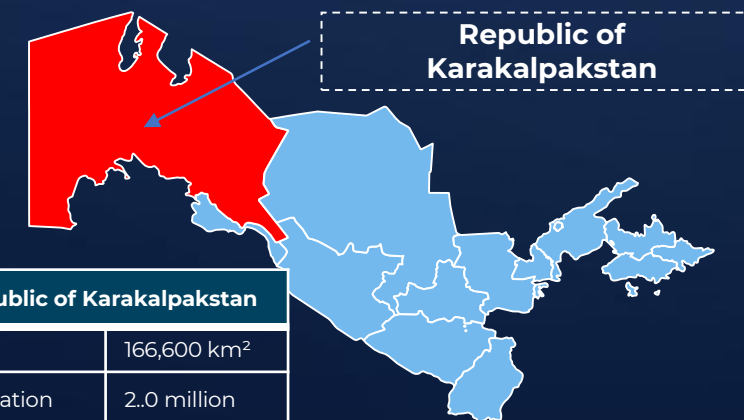 Republic of
Karakalpakstan
ublic of Karakalpakstan
166,600 km²
ation 2..0 million